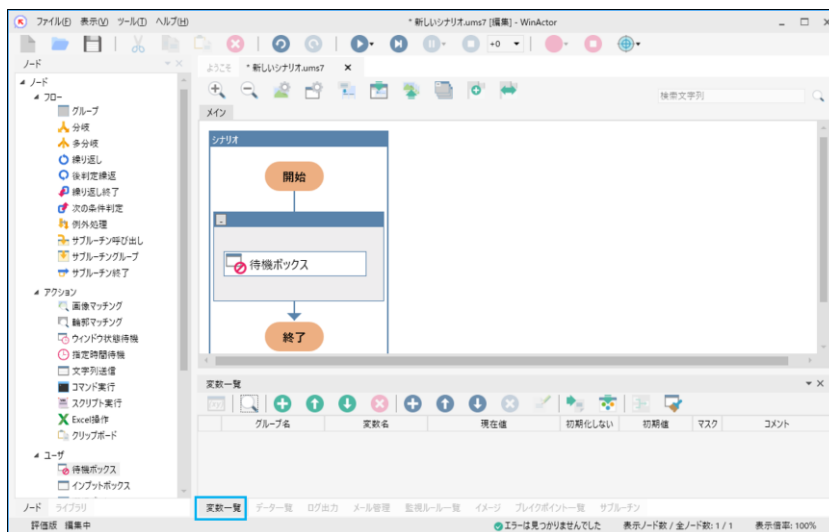 * 新しいシナリオ.ums7 [編集] - WinActor
ファイル(F) 表示(V) ツール(T) ヘルプ(H)
+0
ノード
ノード
フロー
グループ
分岐
多分岐
繰り返し
後判定繰返
繰り返し終了
次の条件判定
例外処理
サブルーチン呼び出し
サブルーチングループ
サブルーチン終了
アクション
画像マッチング
輪郭マッチング
ウィンドウ状態待機
指定時間待機
文字列送信
コマンド実行
スクリプト実行
Excel操作
クリップボード
ユーザ
待機ボックス
インプットボックス
ノード ライブラリ
ようこそ * 新しいシナリオ.ums7
検索文字列
メイン
シナリオ
開始
待機ボックス
終了
変数一覧
グループ名 変数名 現在値 初期化しない 初期値 マスク コメント
変数一覧 データ一覧 ログ出力 メール管理 監視ルール一覧 イメージ ブレイクポイント一覧 サブルーチン
評価版 編集中 エラーは見つかりませんでした 表示ノード数 / 全ノード数: 1 / 1 表示倍率: 100%